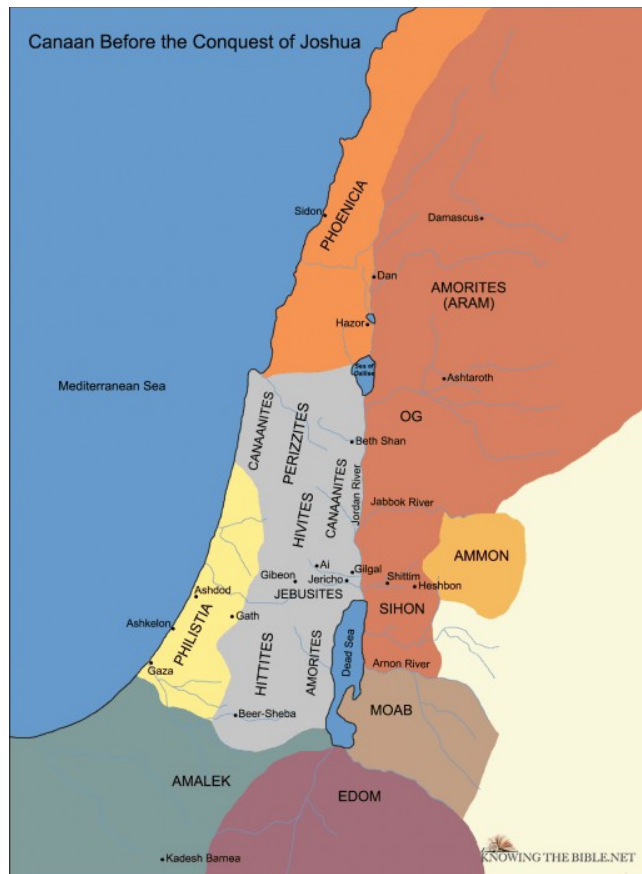 Canaan Before the Conquest of Joshua
Sidon
PHOENICIA
Damascus
Dan
AMORITES
(ARAM)
Hazor
Sea of
Galilee
Mediterranean Sea
Ashtaroth
CANAANITES
PERIZZITES
OG
Beth Shan
HIVITES
CANAANITES
Jordan River
Jabbok River
AMMON
Ai
Gilgal
Gibeon
Jericho
Shittim
Heshbon
JEBUSITES
Ashdod
SIHON
Gath
Ashkelon
PHILISTIA
HITTITES
AMORITES
Dead Sea
Gaza
Arnon River
MOAB
Beer-Sheba
AMALEK
EDOM
Kadesh Barnea
KNOWING THE BIBLE.NET